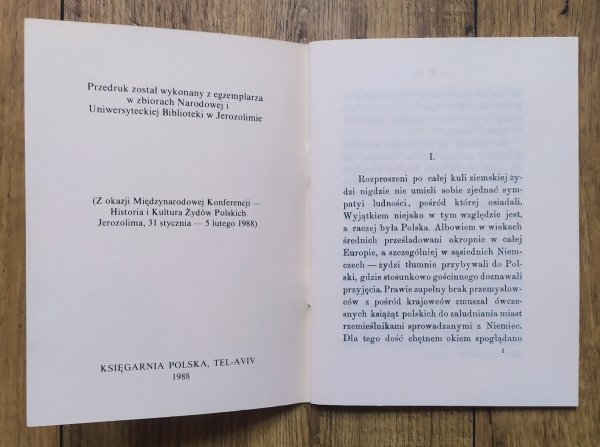 Przedruk został wykonany z egzemplarza
w zbiorach Narodowej i
Uniwersyteckiej Biblioteki w Jerozolimie
(Z okazji Międzynarodowej Konferencji —
Historia i Kultura Żydów Polskich
Jerozolima, 31 stycznia — 5 lutego 1988)
KSIĘGARNIA POLSKA, TEL-AVIV
1988
I.
Rozproszeni po całej kuli ziemskiej ży-
dzi nigdzie nie umieli sobie zjednać sym-
patyi ludności, pośród której osiadali.
Wyjątkiem niejako w tym względzie jest,
a raczej była Polska. Albowiem w wiekach
średnich prześladowani okropnie w całej
Europie, a szczególniej w sąsiednich Niem-
czech — żydzi tłumnie przybywali do Pol-
ski, gdzie stosunkowo gościnnego doznawali
przyjęcia. Prawie zupełny brak przemysłow-
ców z pośród krajowców zmuszał ówcze-
snych książąt polskich do zaludniania miast
rzemieślnikami sprowadzanymi z Niemiec.
Dla tego dość chętnem okiem spoglądano
1